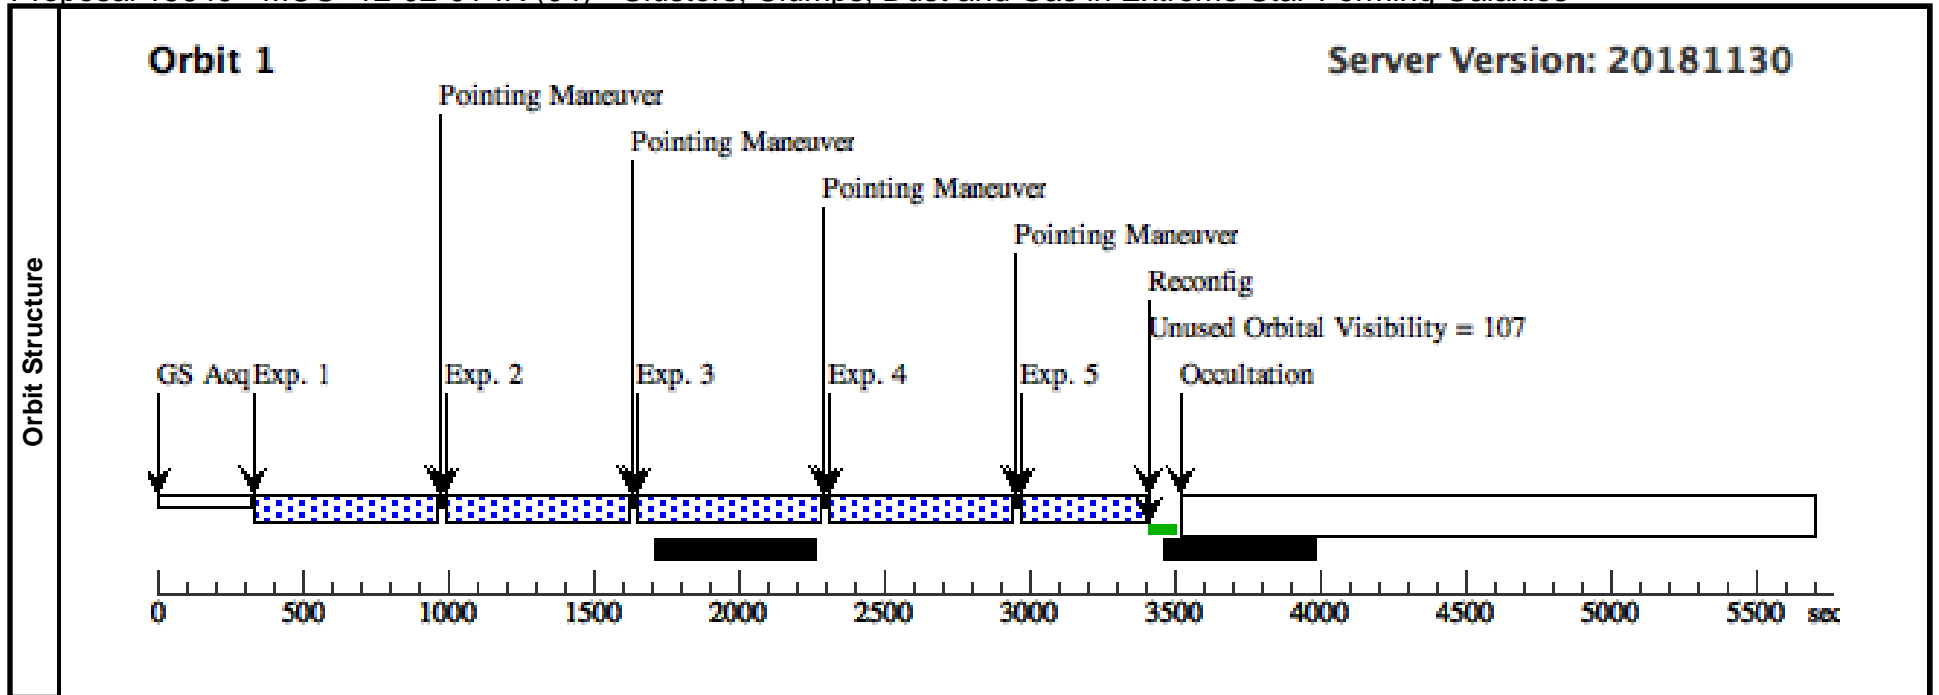 Orbit Structure
Orbit 1
Server Version: 20181130
Pointing Maneuver
Pointing Maneuver
Pointing Maneuver
Pointing Maneuver
Reconfig
Unused Orbital Visibility = 107
GS Acq Exp. 1 Exp. 2 Exp. 3 Exp. 4 Exp. 5 Occultation
0 500 1000 1500 2000 2500 3000 3500 4000 4500 5000 5500 sec